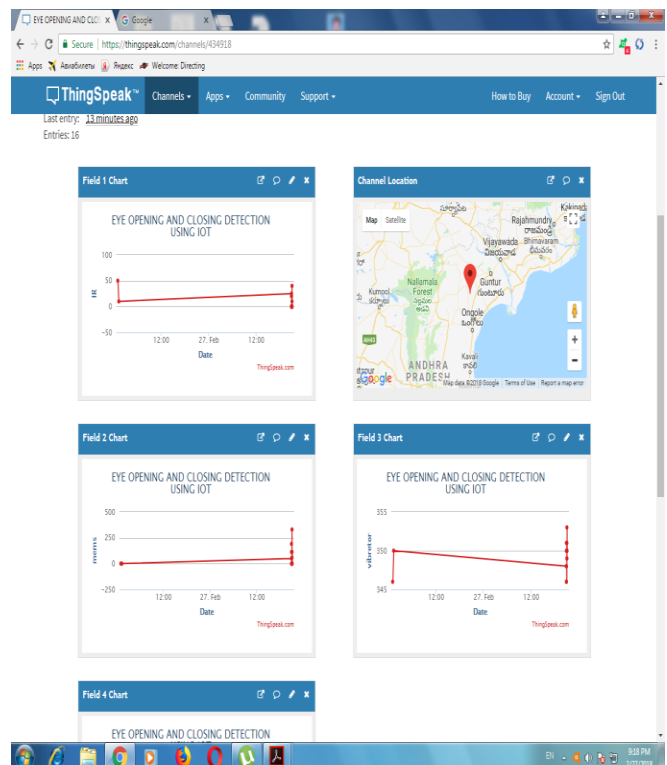 EYE OPENING AND CLOS
Google
Secure
https://thingspeak.com/channels/434918
Apps
Авиабилеты
Яндекс
Welcome: Directing
ThingSpeak™
Channels
Apps
Community
Support
How to Buy
Account
Sign Out
Last entry: 13 minutes ago
Entries: 16
Field 1 Chart
EYE OPENING AND CLOSING DETECTION
USING IOT
100
50
0
-50
IR
12:00
27. Feb
12:00
Date
ThingSpeak.com
Channel Location
Map
Satellite
Rajahmundry
Kakinada
Vijayawada
Bhimavaram
Guntur
గుంటూరు
Nallamala
Forest
Kurnool
Ongole
ఒంగోలు
Kavali
కావలి
ANDHRA
PRADESH
Google
Map data ©2018 Google
Terms of Use
Report a map error
Field 2 Chart
EYE OPENING AND CLOSING DETECTION
USING IOT
500
250
0
-250
mems
12:00
27. Feb
12:00
Date
ThingSpeak.com
Field 3 Chart
EYE OPENING AND CLOSING DETECTION
USING IOT
355
350
345
vibretor
12:00
27. Feb
12:00
Date
ThingSpeak.com
Field 4 Chart
EYE OPENING AND CLOSING DETECTION
EN
9:18 PM
2/27/2018